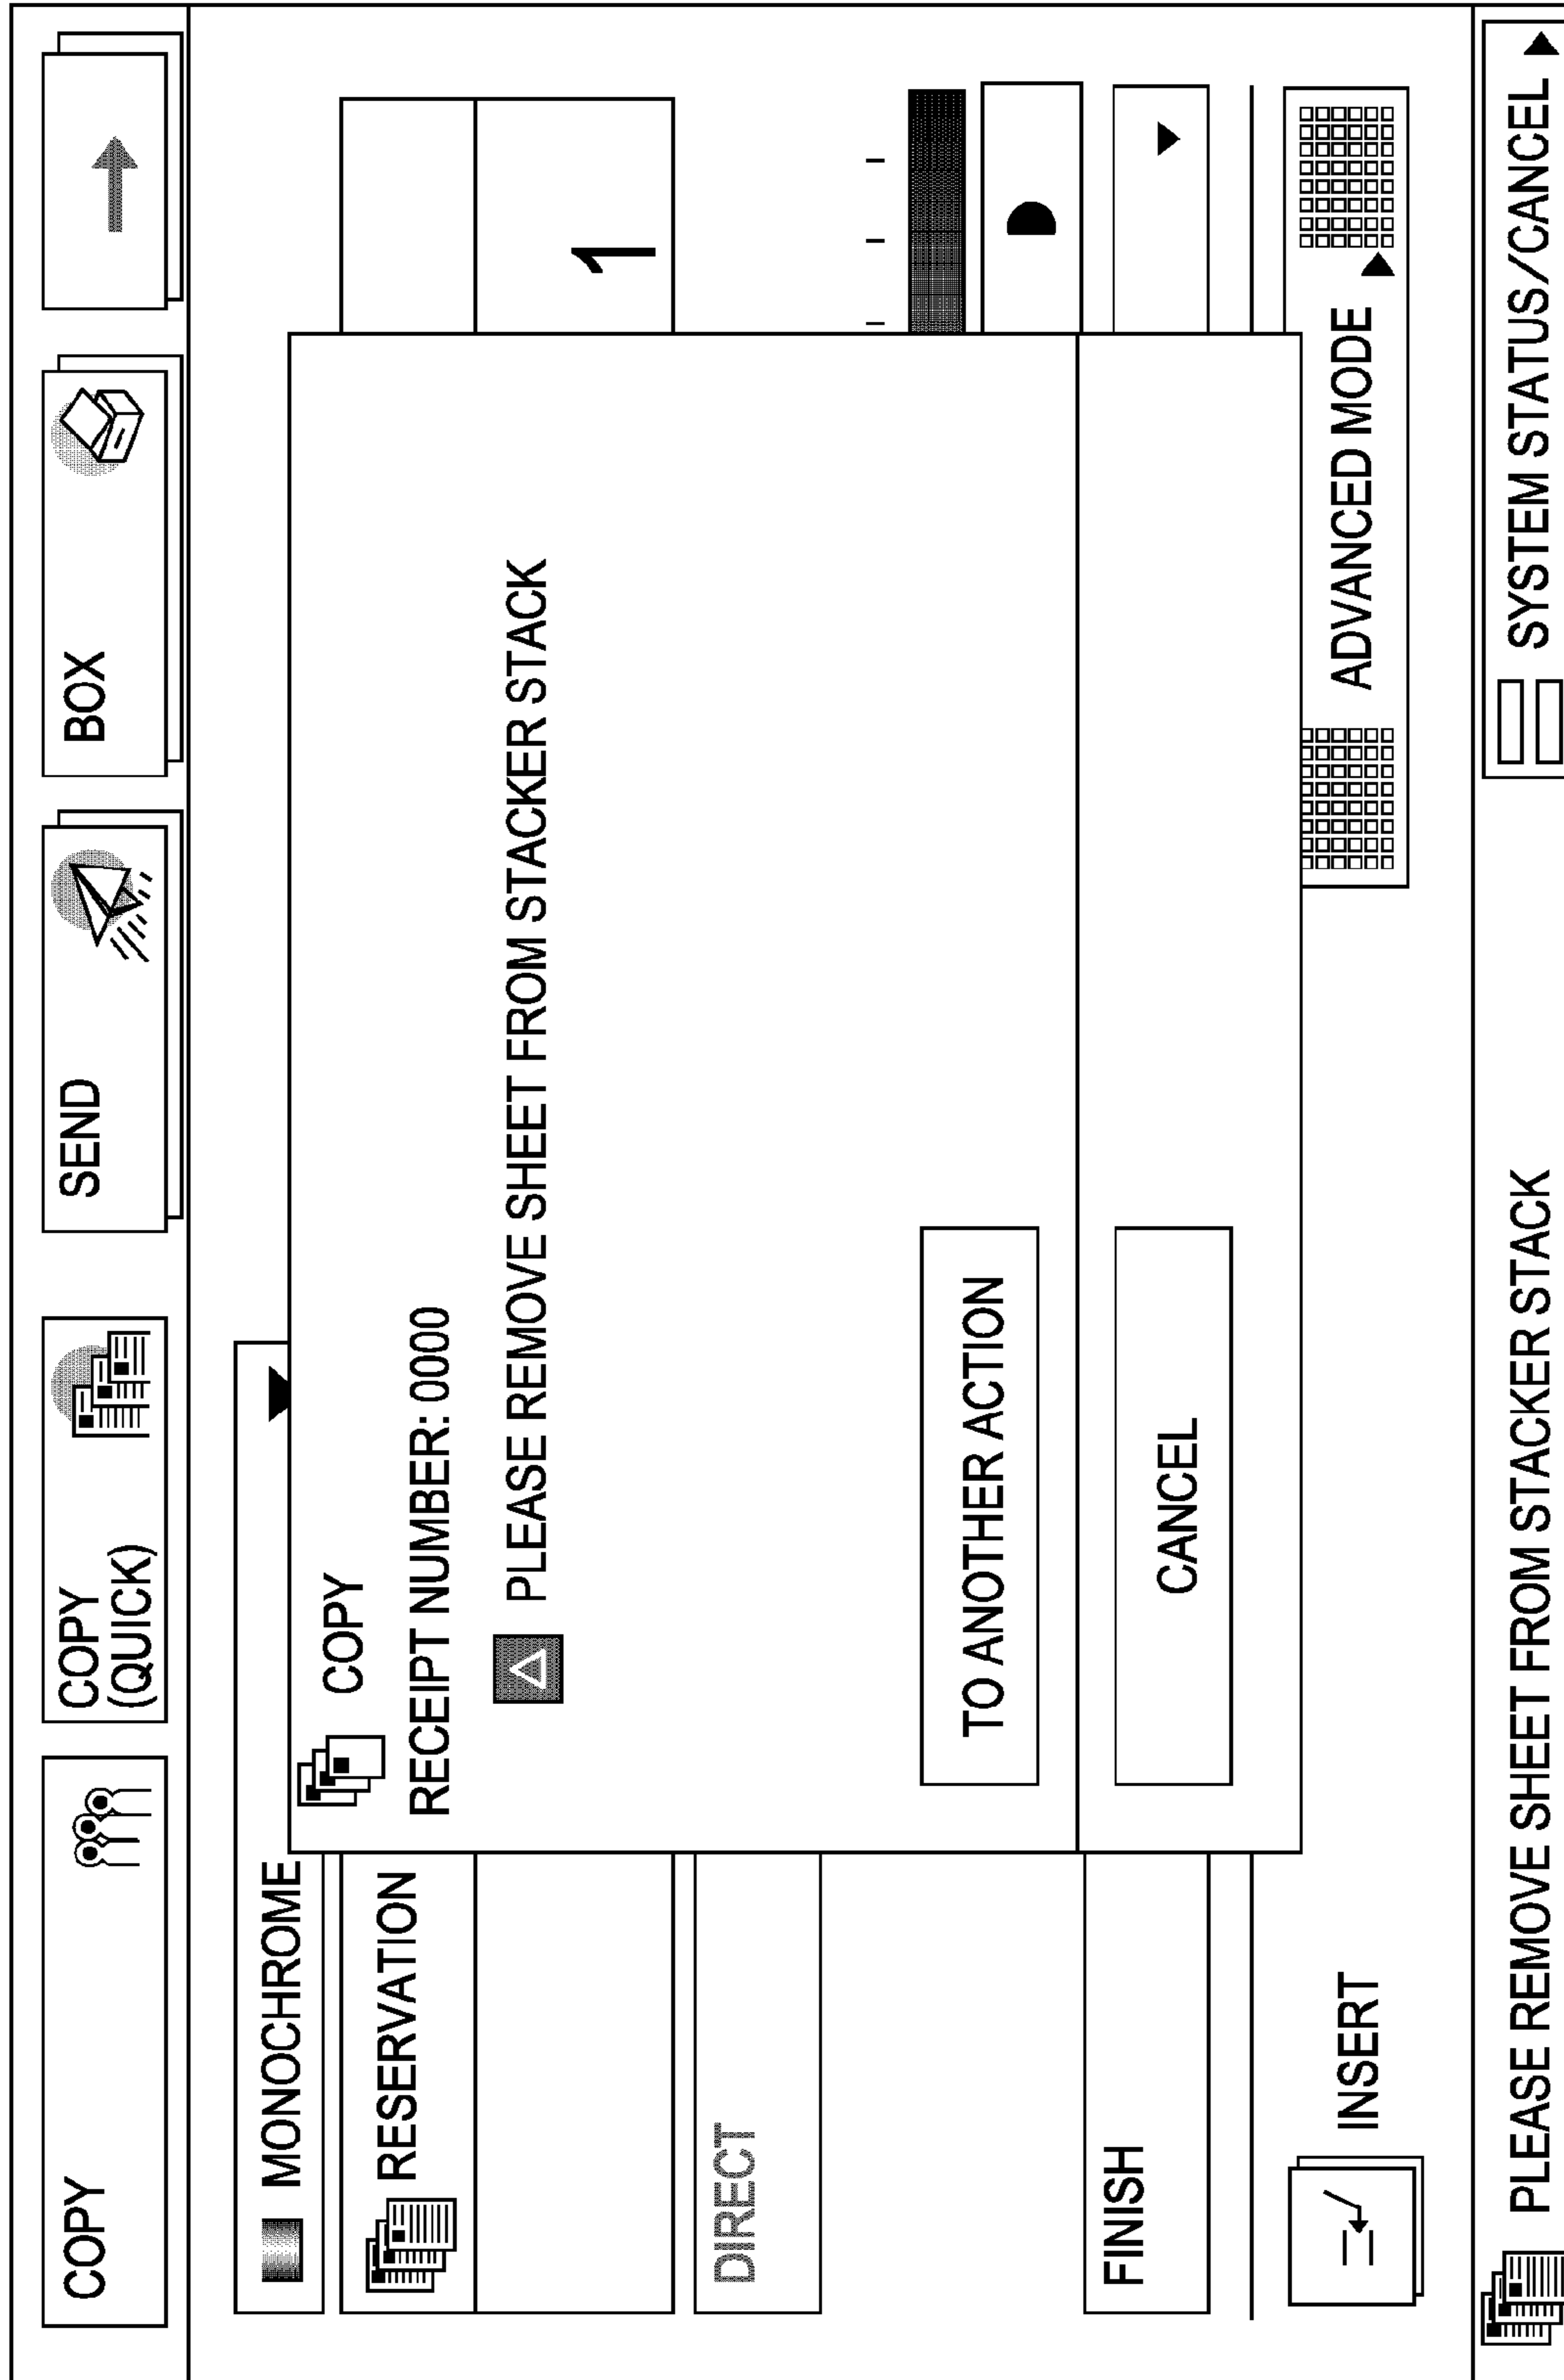 COPY
COPY
(QUICK)
SEND
BOX
MONOCHROME
RESERVATION
1
COPY
RECEIPT NUMBER: 0000
PLEASE REMOVE SHEET FROM STACKER STACK
DIRECT
TO ANOTHER ACTION
FINISH
CANCEL
INSERT
ADVANCED MODE
PLEASE REMOVE SHEET FROM STACKER STACK
SYSTEM STATUS/CANCEL